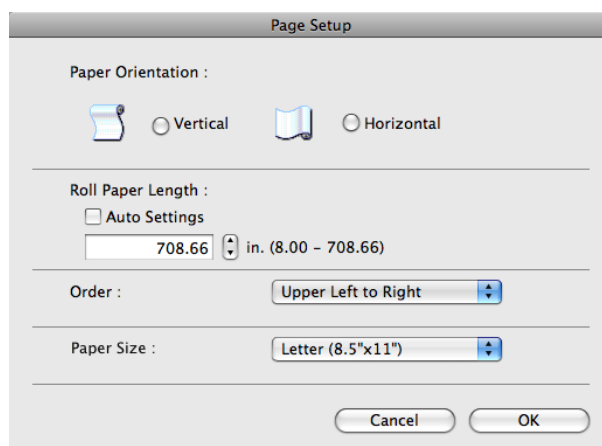 Page Setup
Paper Orientation :
Vertical Horizontal
Roll Paper Length :
Auto Settings
708.66 in. (8.00 – 708.66)
Order : Upper Left to Right
Paper Size : Letter (8.5"x11")
Cancel OK